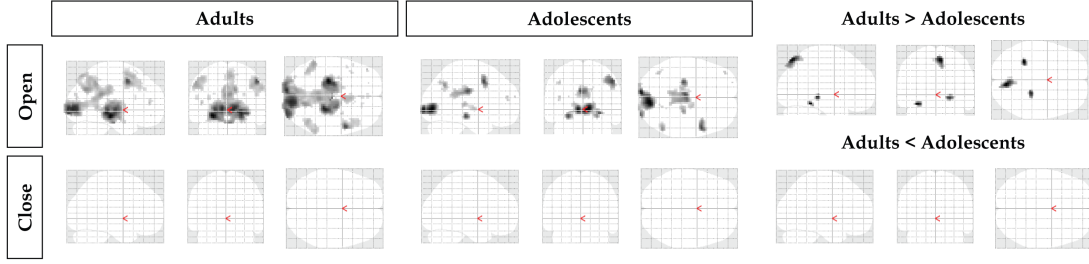 Adults
Adolescents
Adults > Adolescents
Open
Adults < Adolescents
Close